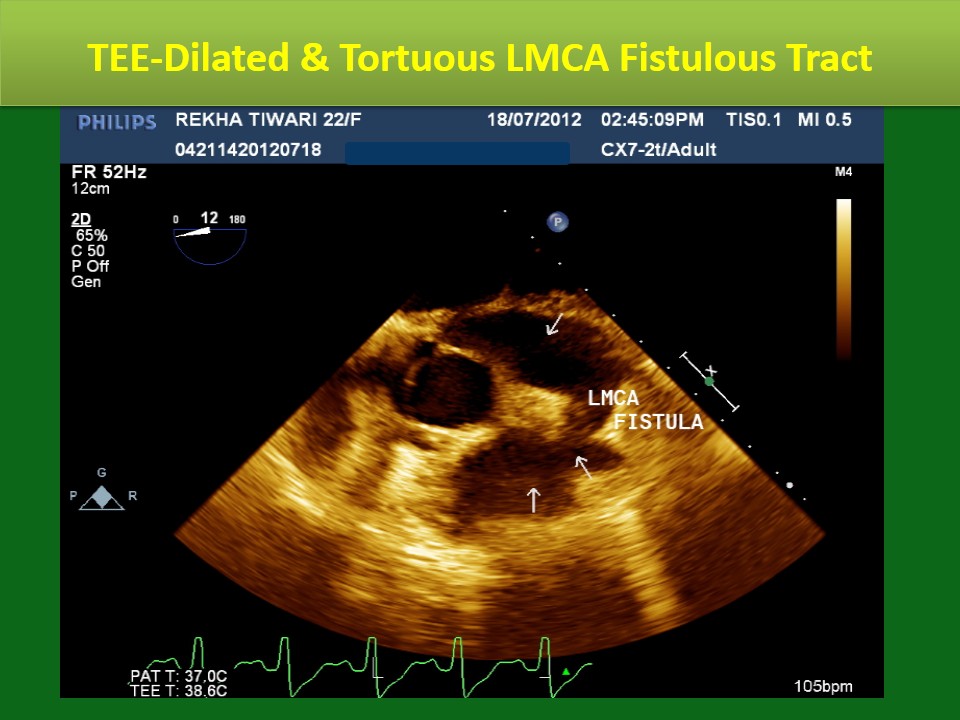 TEE-Dilated & Tortuous LMCA Fistulous Tract
PHILIPS REKHA TIWARI 22/F 18/07/2012 02:45:09PM TIS0.1 MI 0.5
04211420120718 CX7-2t/Adult
FR 52Hz
12cm
M4
2D
65%
C 50
P Off
Gen
0 12 180
P
x
LMCA
FISTULA
G
P R
PAT T: 37.0C
TEE T: 38.6C
105bpm